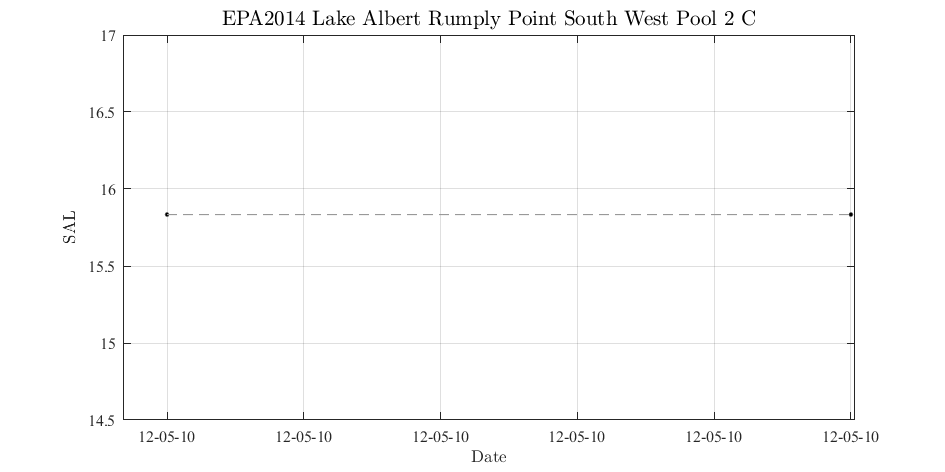 EPA2014 Lake Albert Rumply Point South West Pool 2 C
17
16.5
16
15.5
15
14.5
SAL
12-05-10 12-05-10 12-05-10 12-05-10 12-05-10 12-05-10
Date